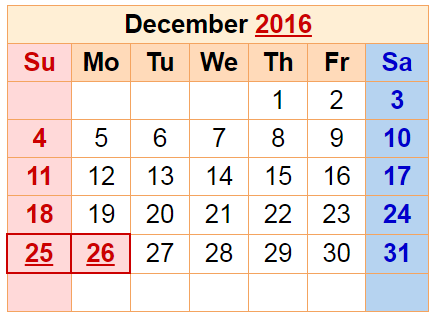 December 2016
Su Mo Tu We Th Fr Sa
1 2 3
4 5 6 7 8 9 10
11 12 13 14 15 16 17
18 19 20 21 22 23 24
25 26 27 28 29 30 31